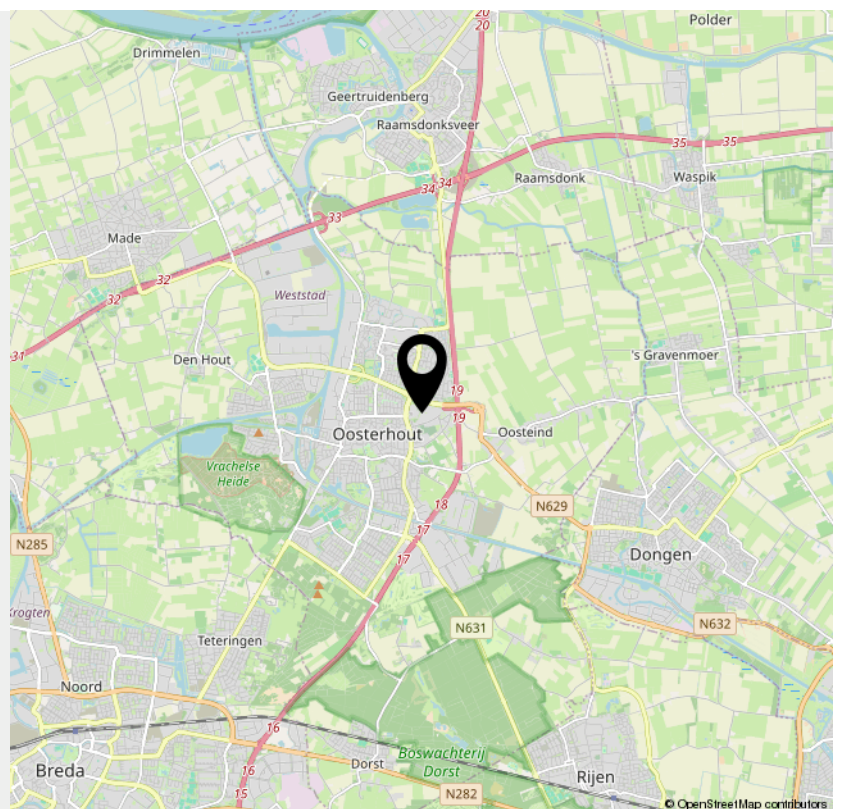 20
20
Polder
Drimmelen
Geertruidenberg
Raamsdonksveer
35
35
34
34
Raamsdonk
Waspik
33
Made
32
32
Weststad
31
Den Hout
's Gravenmoer
19
19
Oosterhout
Oosteind
Vrachelse
Heide
18
N629
17
N285
17
Dongen
Krogten
Teteringen
N631
N632
Noord
16
16
Breda
15
Dorst
Boswachterij
Dorst
Rijen
N282
© OpenStreetMap contributors